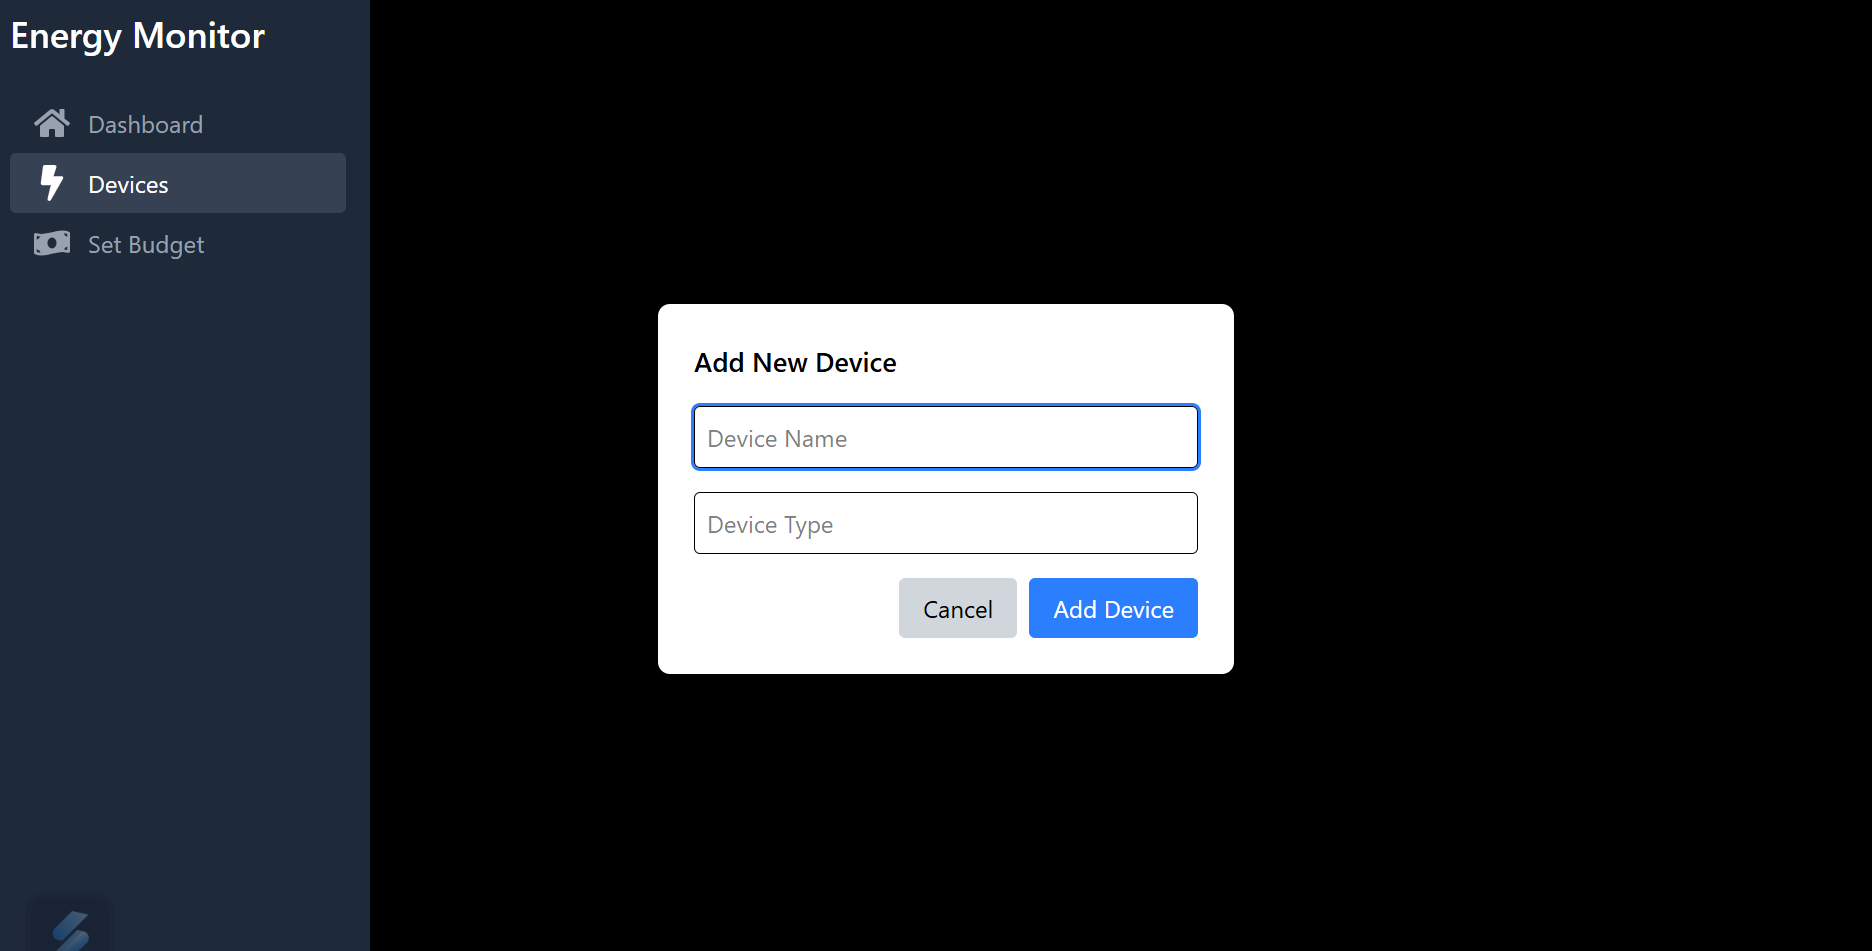 Energy Monitor
Dashboard
Devices
Set Budget
Add New Device
Device Name
Device Type
Cancel
Add Device